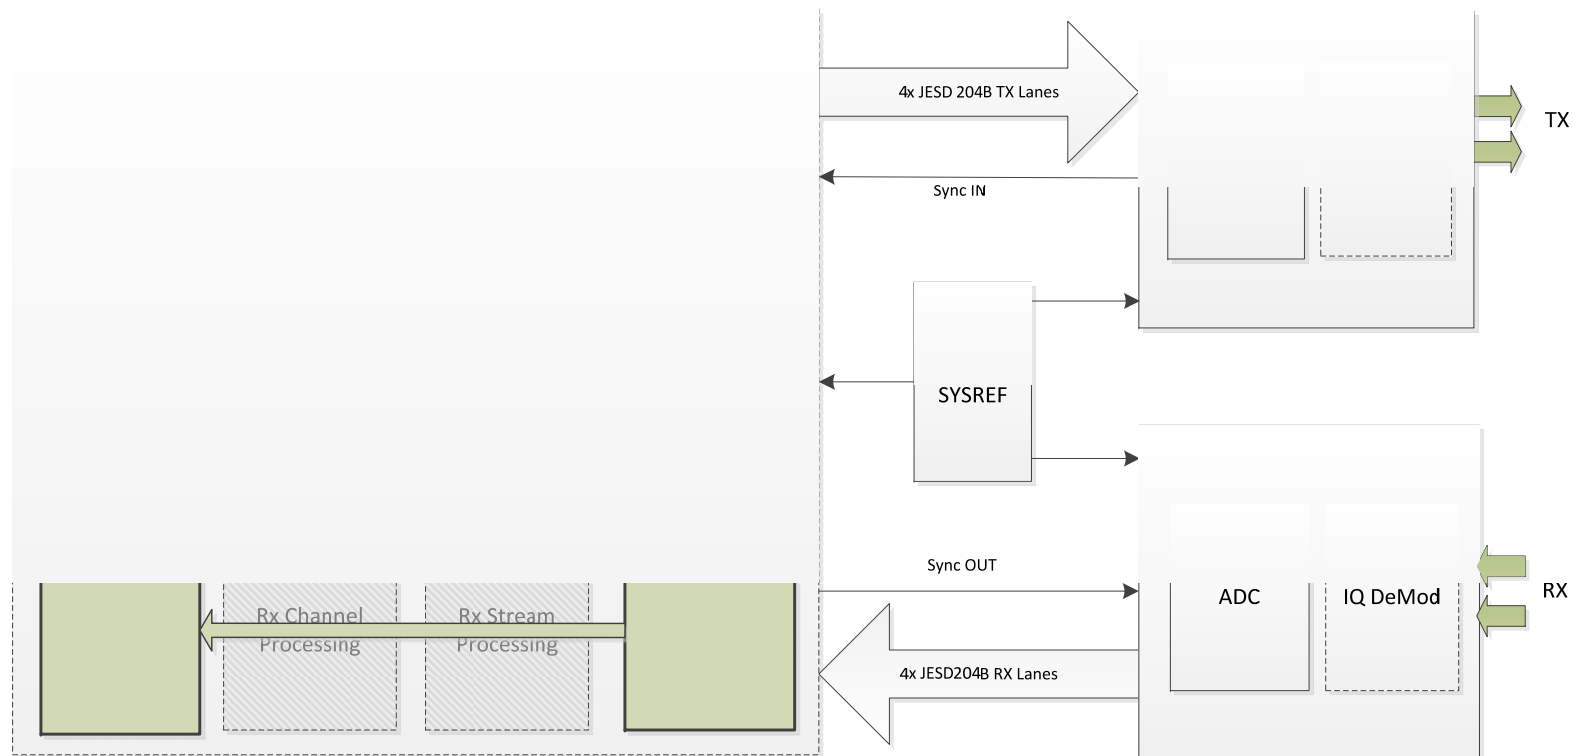 4x JESD 204B TX Lanes
TX
Sync IN
SYSREF
Sync OUT
ADC
IQ DeMod
RX
Rx Channel
Processing
Rx Stream
Processing
4x JESD204B RX Lanes